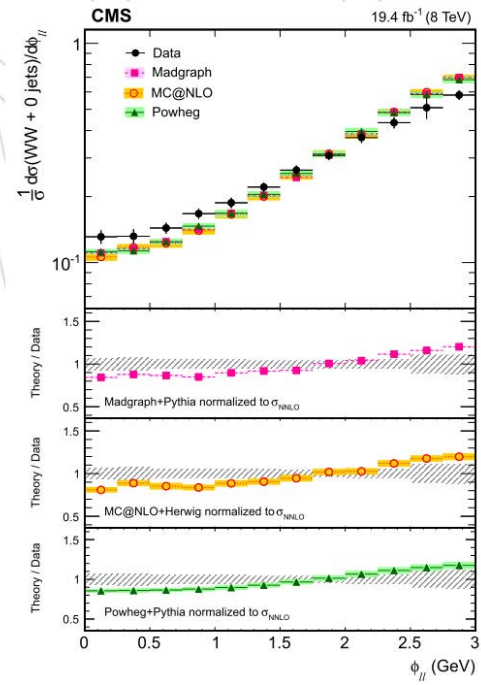 CMS 19.4 fb⁻¹ (8 TeV)
1/σ dσ(WW + 0 jets)/dϕ_ll
1
10⁻¹
Data
Madgraph
MC@NLO
Powheg
Theory / Data
1.5
1
0.5
Madgraph+Pythia normalized to σ_NNLO
Theory / Data
1.5
1
0.5
MC@NLO+Herwig normalized to σ_NNLO
Theory / Data
1.5
1
0.5
Powheg+Pythia normalized to σ_NNLO
0 0.5 1 1.5 2 2.5 3
ϕ_ll (GeV)